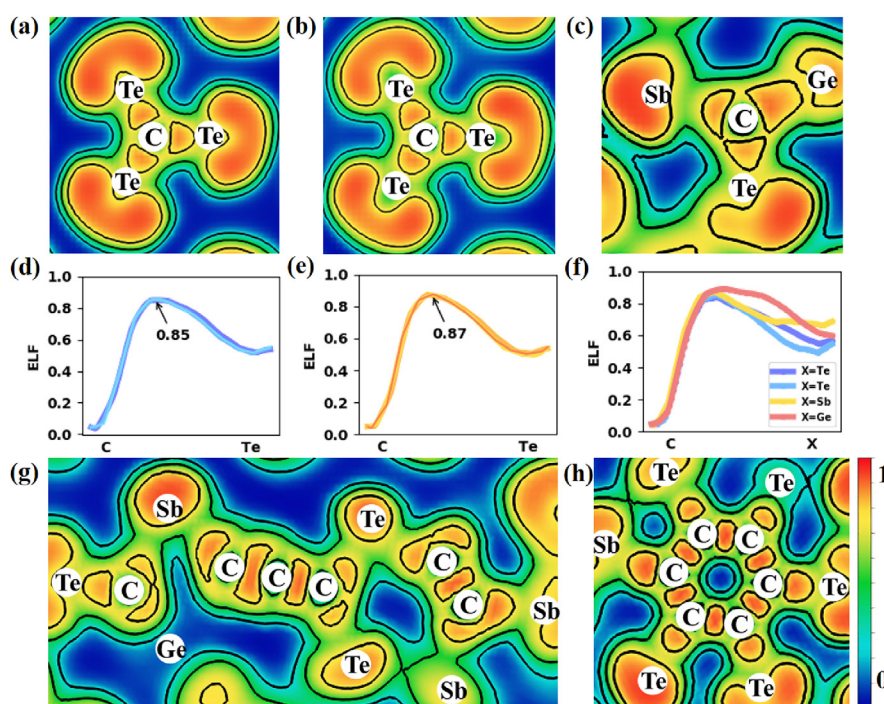 (a)
Te
C
Te
Te
(b)
Te
C
Te
Te
(c)
Sb
Ge
C
Te
(d)
1.0
0.8
0.6
0.4
0.2
0.0
ELF
0.85
C
Te
(e)
1.0
0.8
0.6
0.4
0.2
0.0
ELF
0.87
C
Te
(f)
1.0
0.8
0.6
0.4
0.2
0.0
ELF
X=Te
X=Te
X=Sb
X=Ge
C
X
(g)
Sb
Te
Te
C
C
C
C
C
C
Sb
Ge
Te
Sb
(h)
Te
Te
Sb
C
C
C
C
Te
C
C
Te
Te
1
0